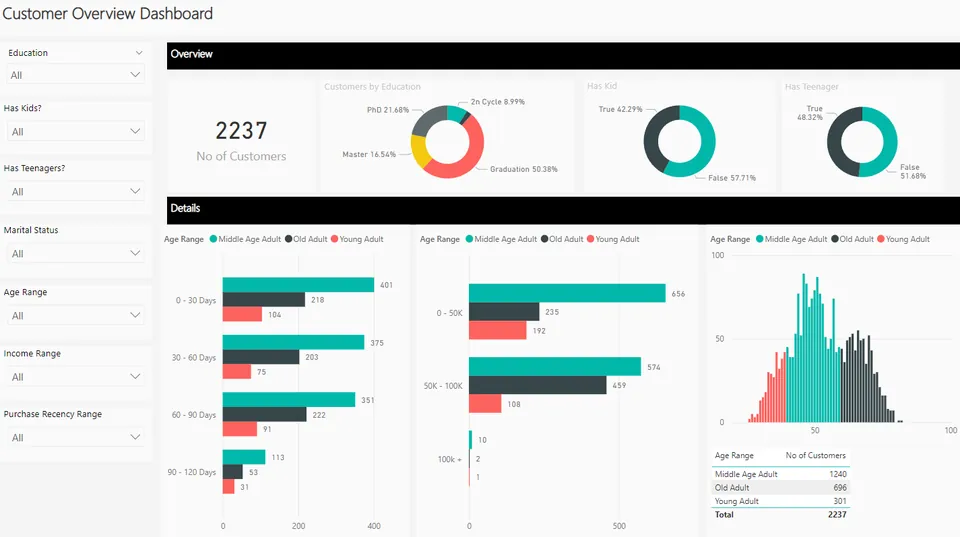 Customer Overview Dashboard
Education
All
Has Kids?
All
Has Teenagers?
All
Marital Status
All
Age Range
All
Income Range
All
Purchase Recency Range
All
Overview
2237
No of Customers
Customers by Education
PhD 21.68%
2n Cycle 8.99%
Master 16.54%
Graduation 50.38%
Has Kid
True 42.29%
False 57.71%
Has Teenager
True
48.32%
False
51.68%
Details
Age Range Middle Age Adult Old Adult Young Adult
0 - 30 Days 401
218
104
30 - 60 Days 375
203
75
60 - 90 Days 351
222
91
90 - 120 Days 113
53
31
0 200 400
Age Range Middle Age Adult Old Adult Young Adult
0 - 50K 656
235
192
50K - 100K 574
459
108
100k + 10
2
1
0 500
Age Range Middle Age Adult Old Adult Young Adult
100
50
0
50 100
Age Range No of Customers
Middle Age Adult 1240
Old Adult 696
Young Adult 301
Total 2237